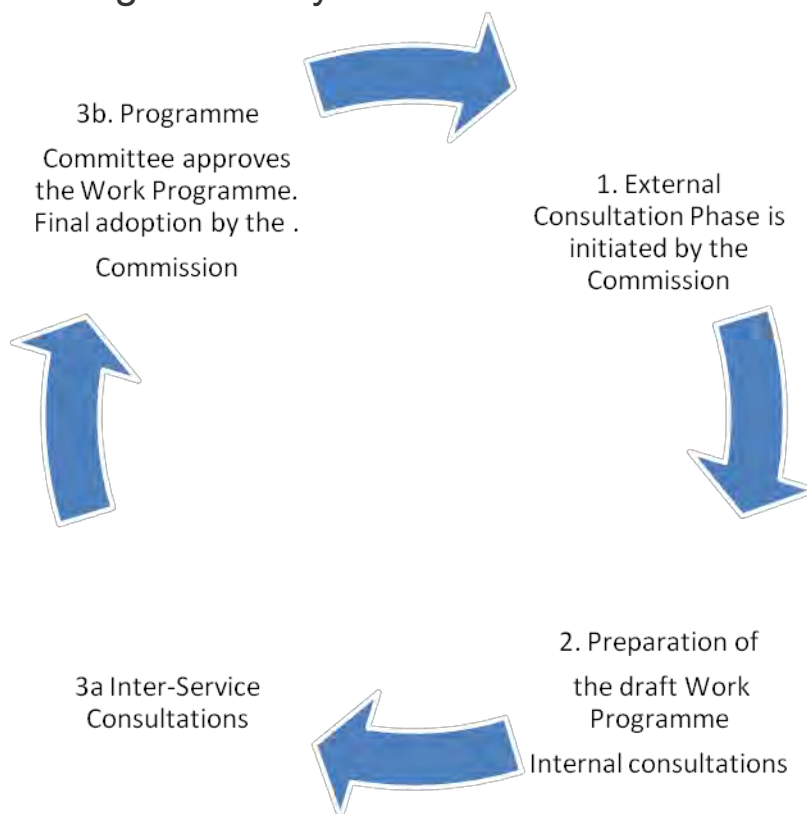 3b. Programme
Committee approves
the Work Programme.
Final adoption by the .
Commission
1. External
Consultation Phase is
initiated by the
Commission
2. Preparation of
the draft Work
Programme
Internal consultations
3a Inter-Service
Consultations